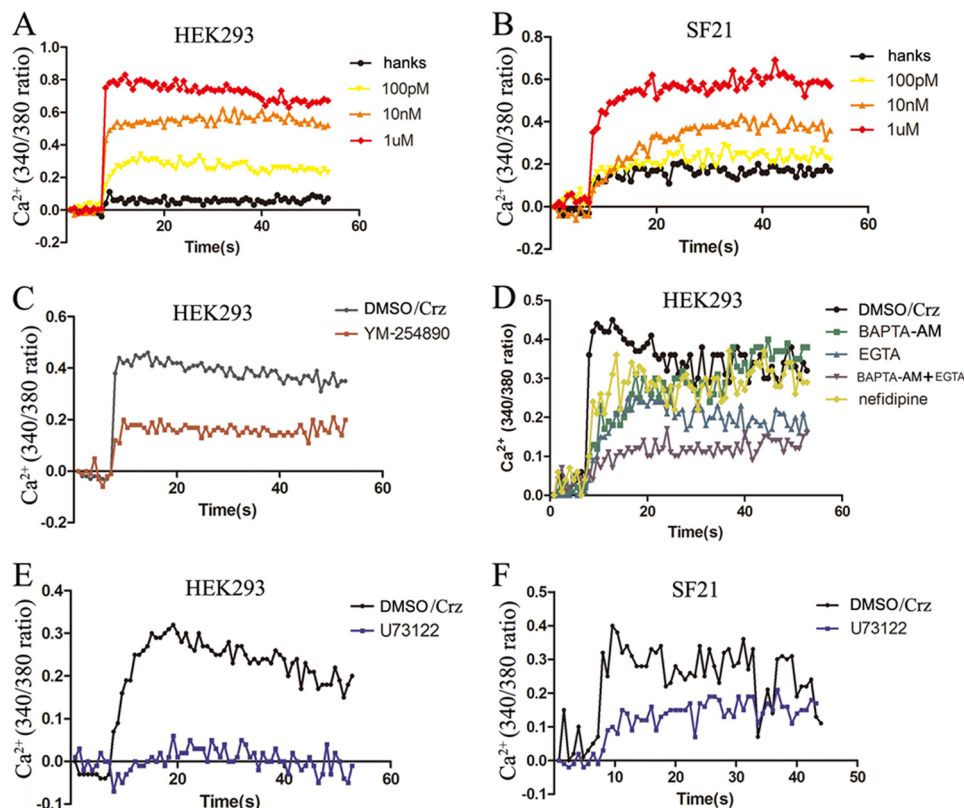 A
HEK293
Ca²⁺ (340/380 ratio)
1.0
0.8
0.6
0.4
0.2
0.0
-0.2
20
40
60
Time(s)
hanks
100pM
10nM
1uM
B
SF21
Ca²⁺ (340/380 ratio)
0.8
0.6
0.4
0.2
0.0
-0.2
20
40
60
Time(s)
hanks
100pM
10nM
1uM
C
HEK293
Ca²⁺ (340/380 ratio)
0.6
0.4
0.2
0.0
-0.2
20
40
60
Time(s)
DMSO/Crz
YM-254890
D
HEK293
Ca²⁺ (340/380 ratio)
0.5
0.4
0.3
0.2
0.1
0.0
0
20
40
60
Time(s)
DMSO/Crz
BAPTA-AM
EGTA
BAPTA-AM+EGTA
nefidipine
E
HEK293
Ca²⁺ (340/380 ratio)
0.4
0.3
0.2
0.1
0.0
-0.1
20
40
60
Time(s)
DMSO/Crz
U73122
F
SF21
Ca²⁺ (340/380 ratio)
0.5
0.4
0.3
0.2
0.1
0.0
-0.1
10
20
30
40
50
Time(s)
DMSO/Crz
U73122